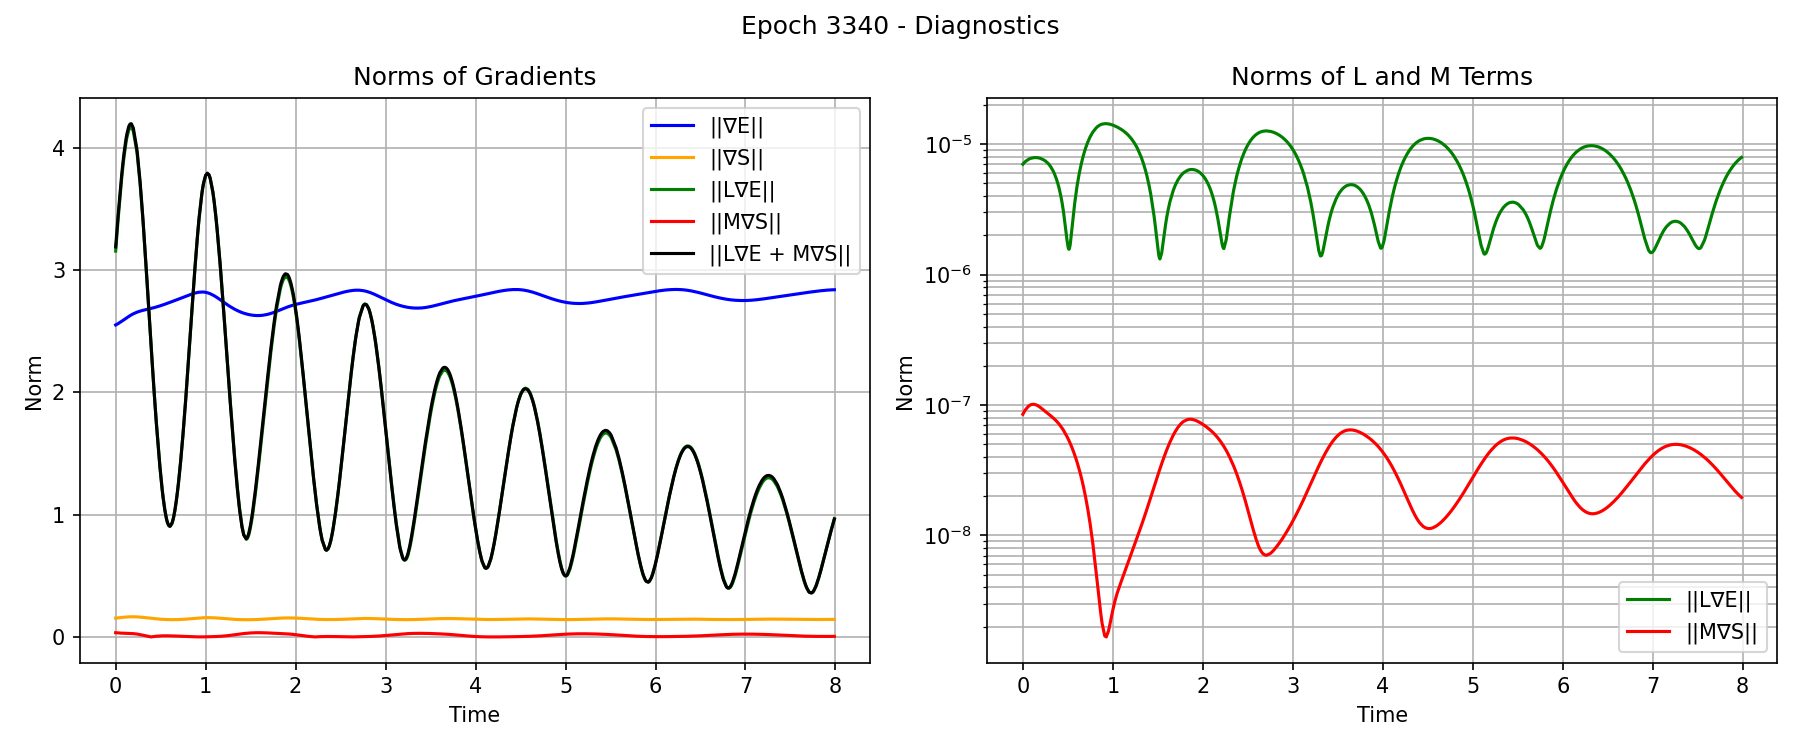 Epoch 3340 - Diagnostics
Norms of Gradients
Norm
4
3
2
1
0
0 1 2 3 4 5 6 7 8
Time
||∇E||
||∇S||
||L∇E||
||M∇S||
||L∇E + M∇S||
Norms of L and M Terms
Norm
10⁻⁵
10⁻⁶
10⁻⁷
10⁻⁸
0 1 2 3 4 5 6 7 8
Time
||L∇E||
||M∇S||